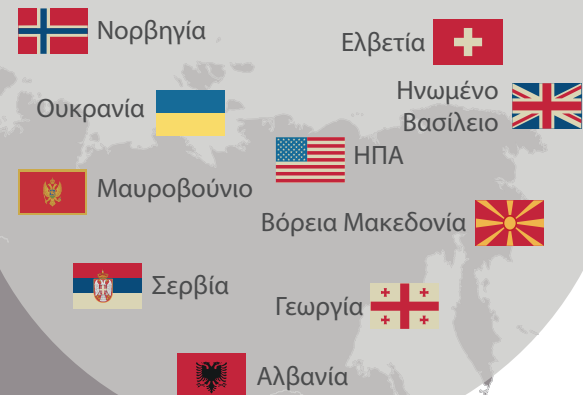 Νορβηγία
Ελβετία
Ηνωμένο
Βασίλειο
Ουκρανία
ΗΠΑ
Μαυροβούνιο
Βόρεια Μακεδονία
Σερβία
Γεωργία
Αλβανία